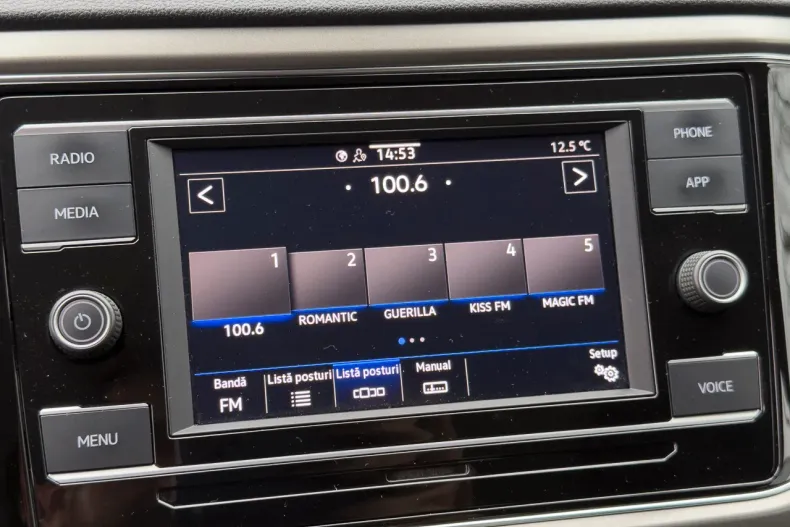 RADIO
MEDIA
MENU
14:53
12.5 °C
<
• 100.6 •
>
1
2
3
4
5
100.6
ROMANTIC
GUERILLA
KISS FM
MAGIC FM
Bandă
FM
Listă posturi
Listă posturi
Manual
Setup
PHONE
APP
VOICE